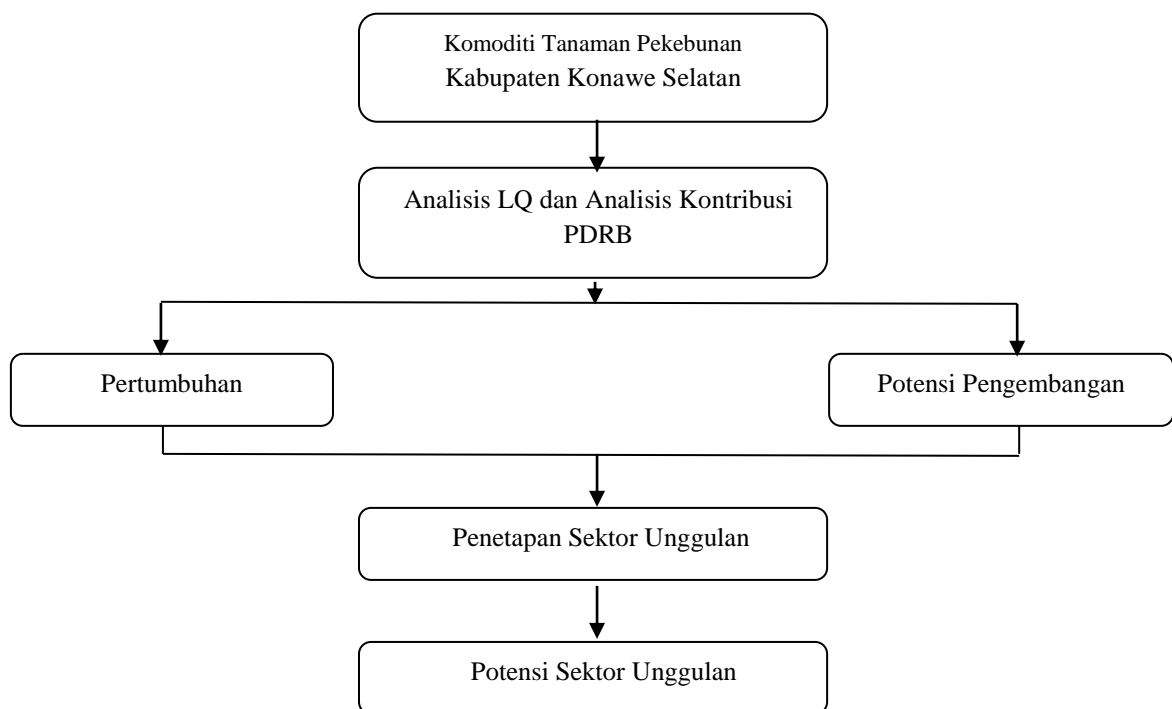 Komoditi Tanaman Pekebunan
Kabupaten Konawe Selatan
Analisis LQ dan Analisis Kontribusi
PDRB
Pertumbuhan
Potensi Pengembangan
Penetapan Sektor Unggulan
Potensi Sektor Unggulan